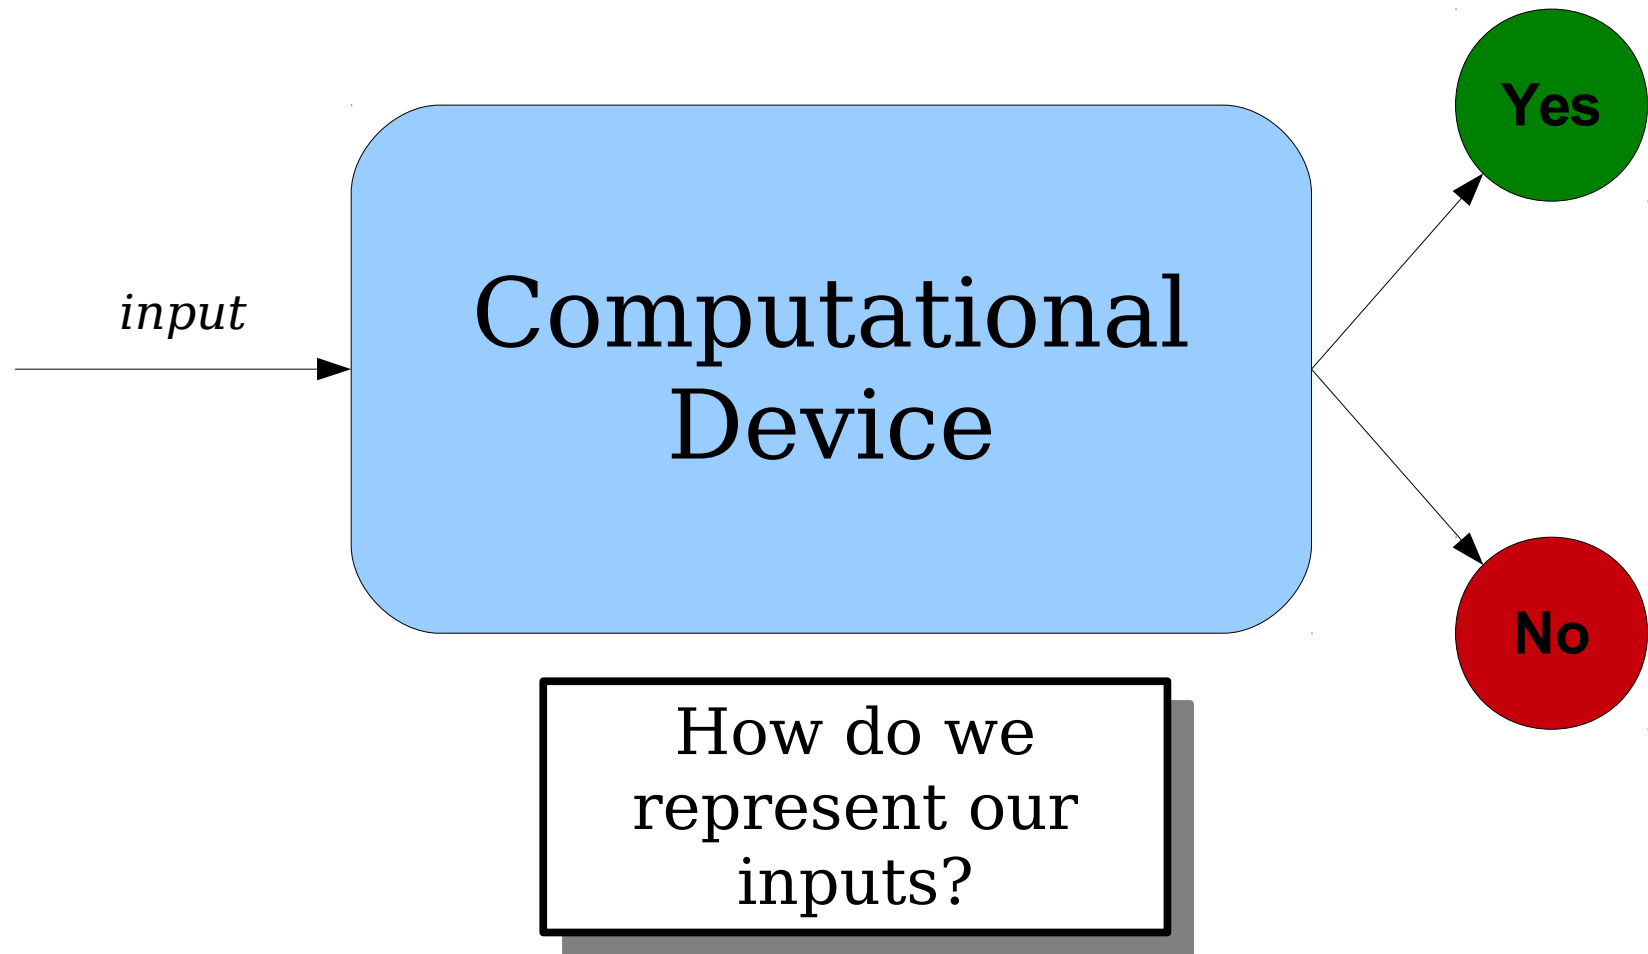 Yes
input
Computational
Device
No
How do we
represent our
inputs?